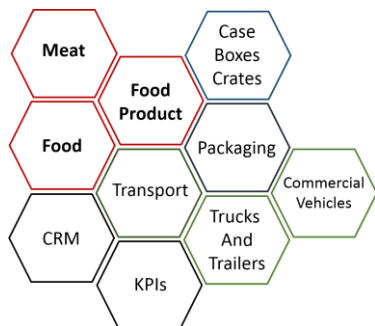 Meat
Case
Boxes
Crates
Food
Product
Food
Packaging
Transport
Commercial
Vehicles
CRM
Trucks
And
Trailers
KPIs